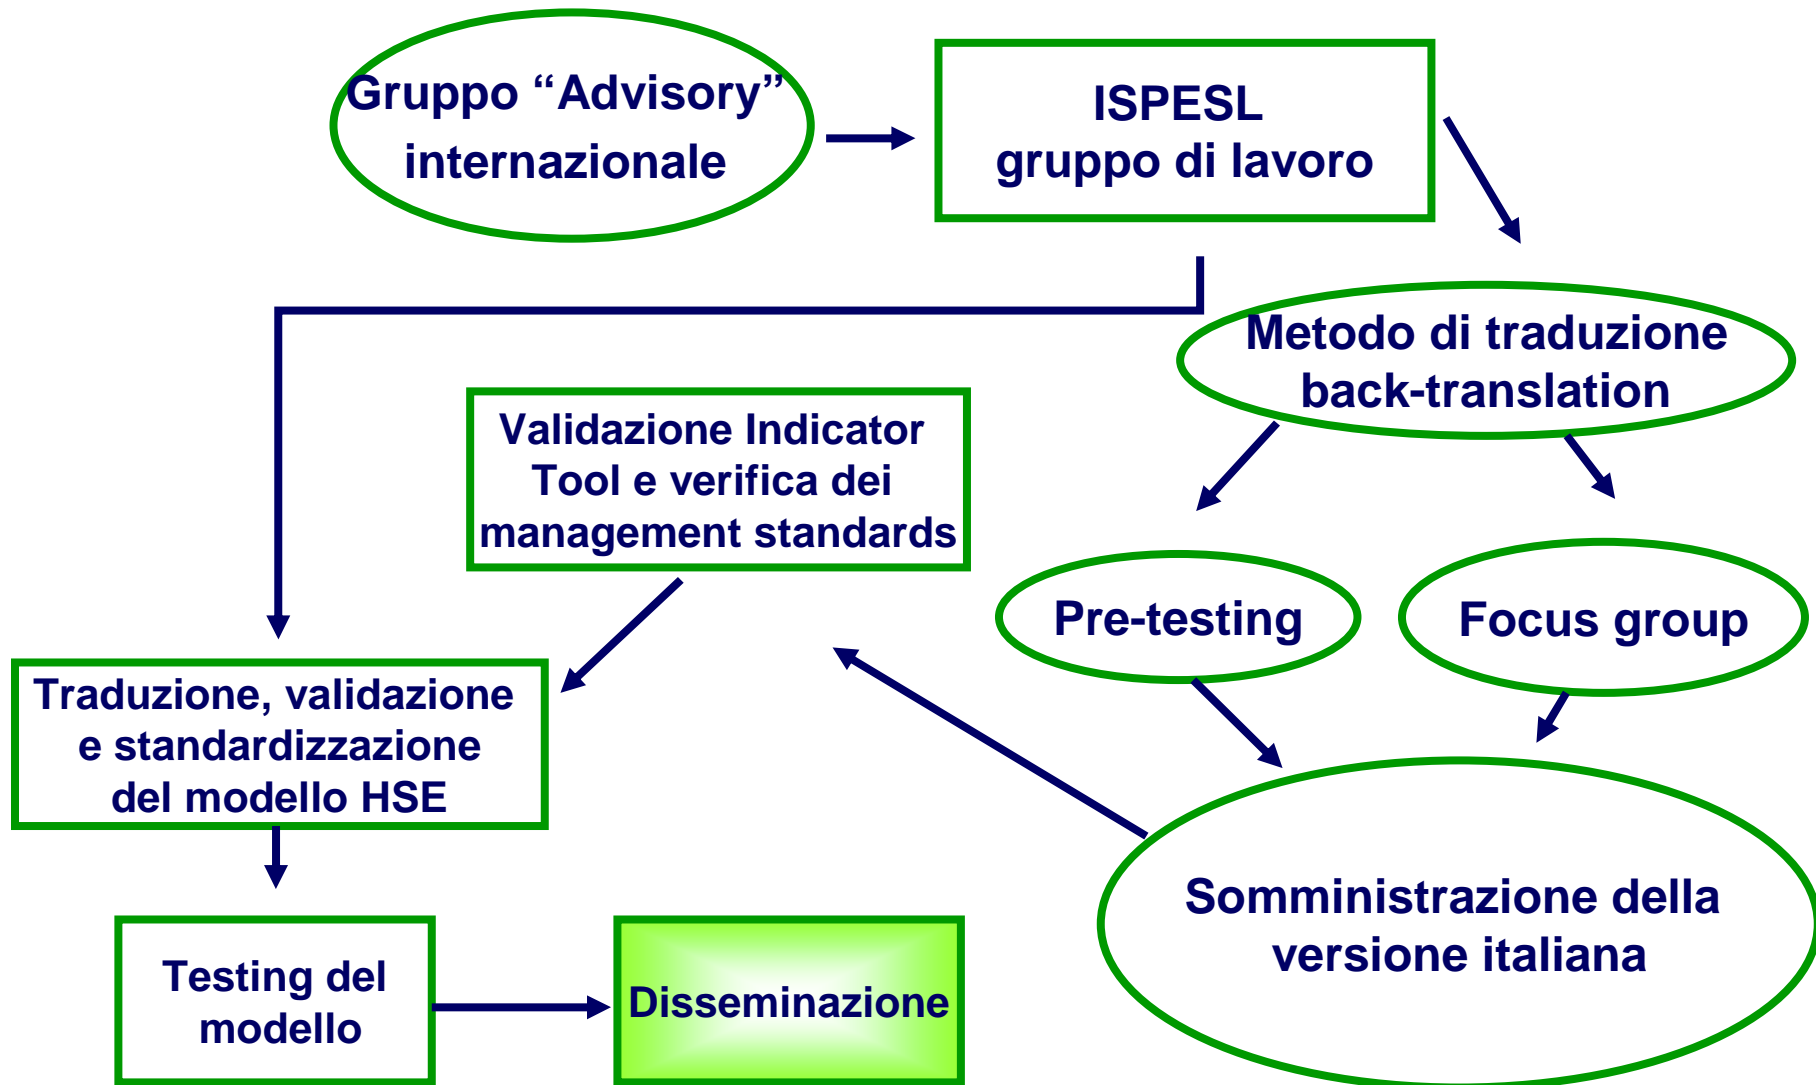 Gruppo “Advisory”
internazionale
ISPESL
gruppo di lavoro
Metodo di traduzione
back-translation
Validazione Indicator
Tool e verifica dei
management standards
Pre-testing
Focus group
Traduzione, validazione
e standardizzazione
del modello HSE
Somministrazione della
versione italiana
Testing del
modello
Disseminazione